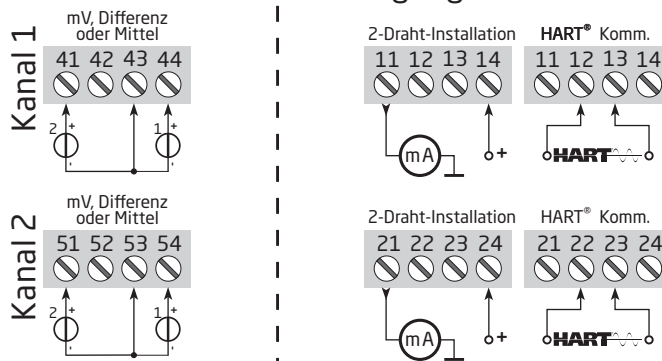 Kanal 1
mV, Differenz
oder Mittel
41 42 43 44
2 + - 1 + -
2-Draht-Installation
11 12 13 14
mA +
HART® Komm.
11 12 13 14
HART
Kanal 2
mV, Differenz
oder Mittel
51 52 53 54
2 + - 1 + -
2-Draht-Installation
21 22 23 24
mA +
HART® Komm.
21 22 23 24
HART